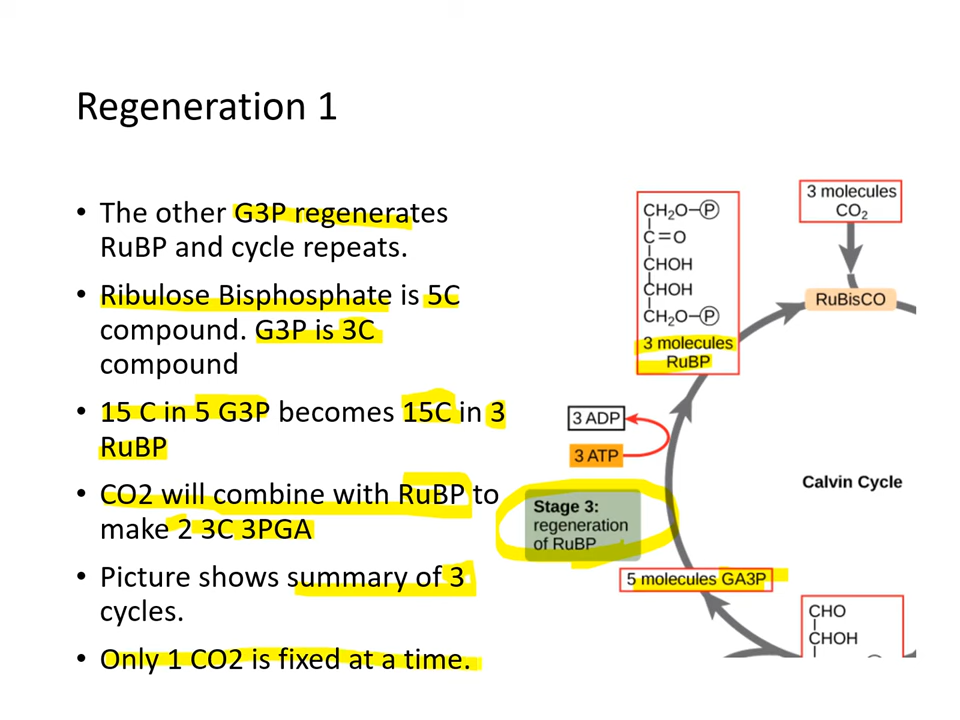 Regeneration 1
• The other G3P regenerates
RuBP and cycle repeats.
• Ribulose Bisphosphate is 5C
compound. G3P is 3C
compound
• 15 C in 5 G3P becomes 15C in 3
RuBP
• CO2 will combine with RuBP to
make 2 3C 3PGA
• Picture shows summary of 3
cycles.
• Only 1 CO2 is fixed at a time.
3 molecules
CO₂
RuBisCO
CH₂O–P
C=O
CHOH
CHOH
CH₂O–P
3 molecules
RuBP
3 ADP
3 ATP
Calvin Cycle
Stage 3:
regeneration
of RuBP
5 molecules GA3P
CHO
CHOH